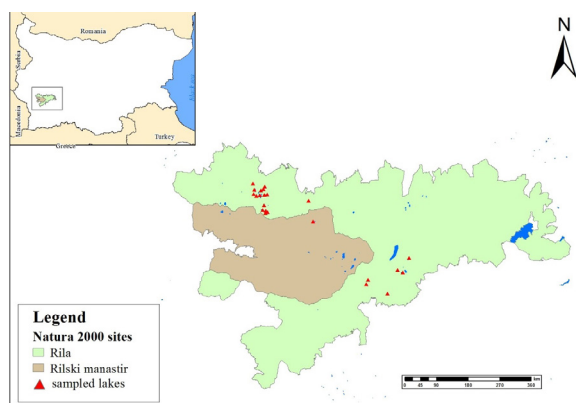 Romania
Serbia
Macedonia
Greece
Turkey
N
Legend
Natura 2000 sites
Rila
Rilski manastir
sampled lakes
45 90 180 270 360 km